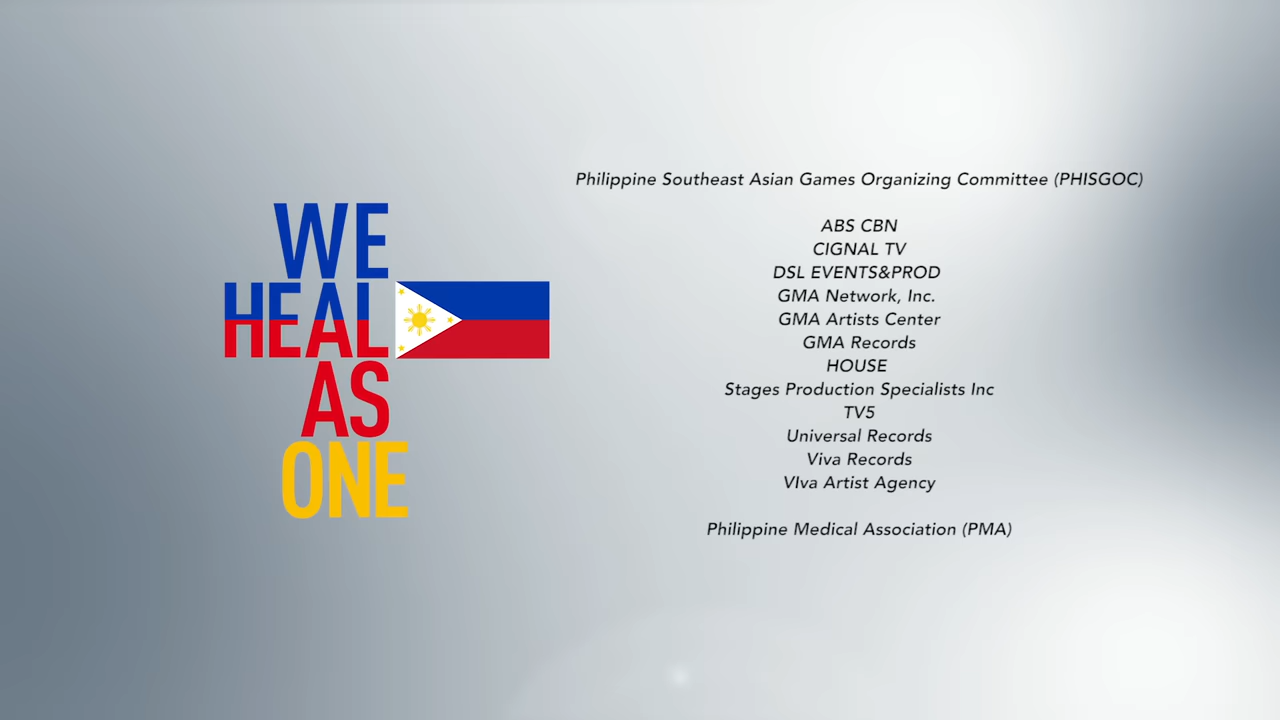 WE
HEAL
AS
ONE
Philippine Southeast Asian Games Organizing Committee (PHISGOC)
ABS CBN
CIGNAL TV
DSL EVENTS&PROD
GMA Network, Inc.
GMA Artists Center
GMA Records
HOUSE
Stages Production Specialists Inc
TV5
Universal Records
Viva Records
VIva Artist Agency
Philippine Medical Association (PMA)